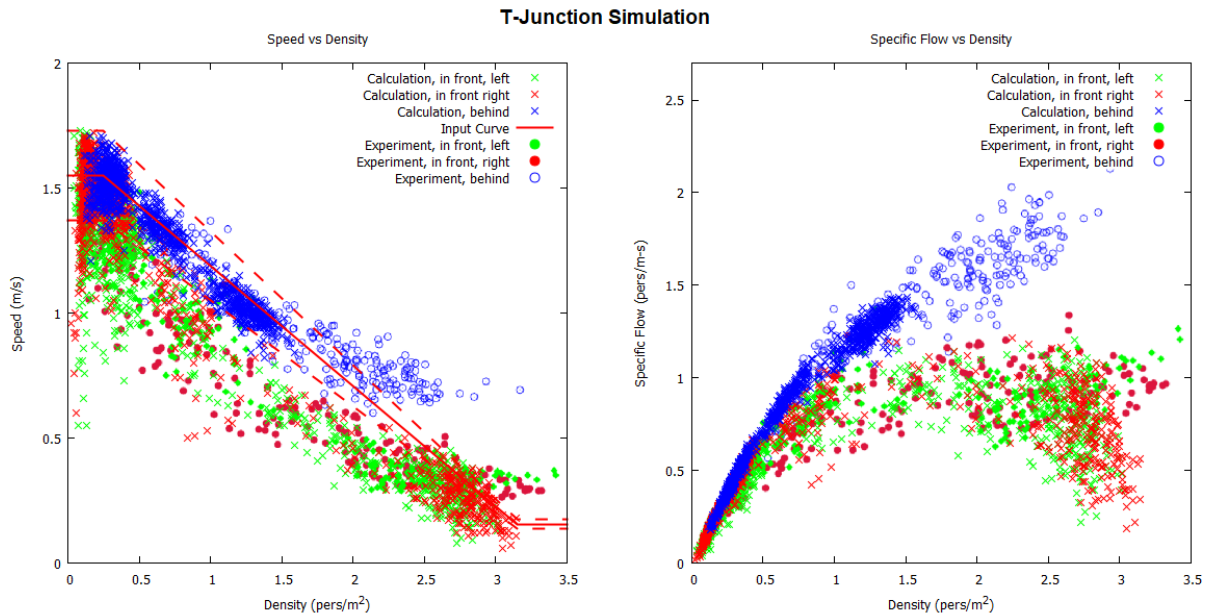 T-Junction Simulation
Speed vs Density
2
1.5
1
0.5
0
Speed (m/s)
Calculation, in front, left
Calculation, in front right
Calculation, behind
Input Curve
Experiment, in front, left
Experiment, in front, right
Experiment, behind
0 0.5 1 1.5 2 2.5 3 3.5
Density (pers/m²)
Specific Flow vs Density
2.5
2
1.5
1
0.5
0
Specific Flow (pers/m-s)
Calculation, in front, left
Calculation, in front right
Calculation, behind
Experiment, in front, left
Experiment, in front, right
Experiment, behind
0 0.5 1 1.5 2 2.5 3 3.5
Density (pers/m²)